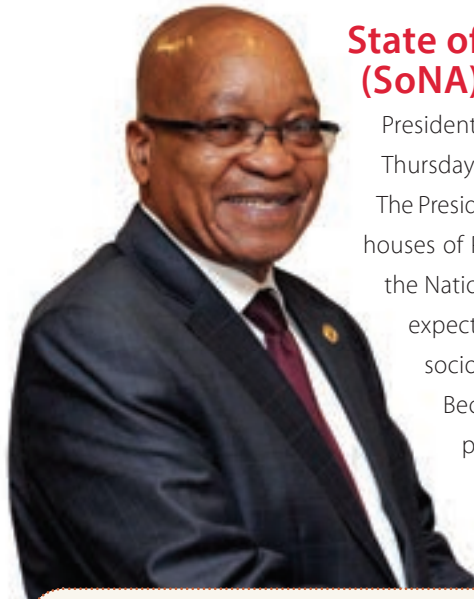 State of
(SoNA)
President
Thursday
The Presid
houses of
the Natio
expect
socio
Bec
p